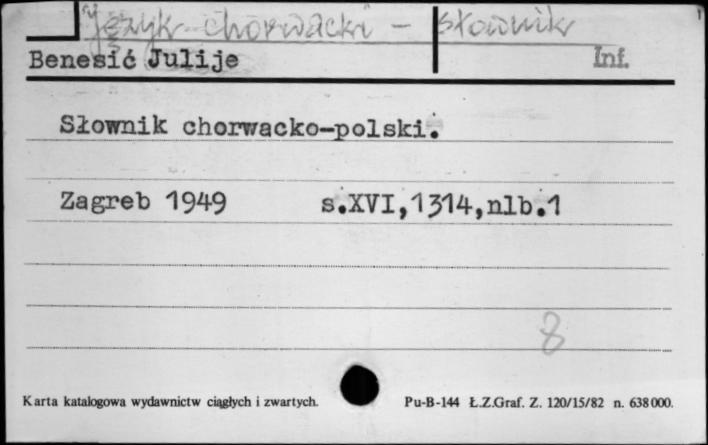 Język chorwacki - słownik
Benesić Julije Inf.
Słownik chorwacko-polski.
Zagreb 1949 s.XVI,1314,nlb.1
8
Karta katalogowa wydawnictw ciągłych i zwartych. Pu-B-144 Ł.Z.Graf. Z. 120/15/82 n. 638000.